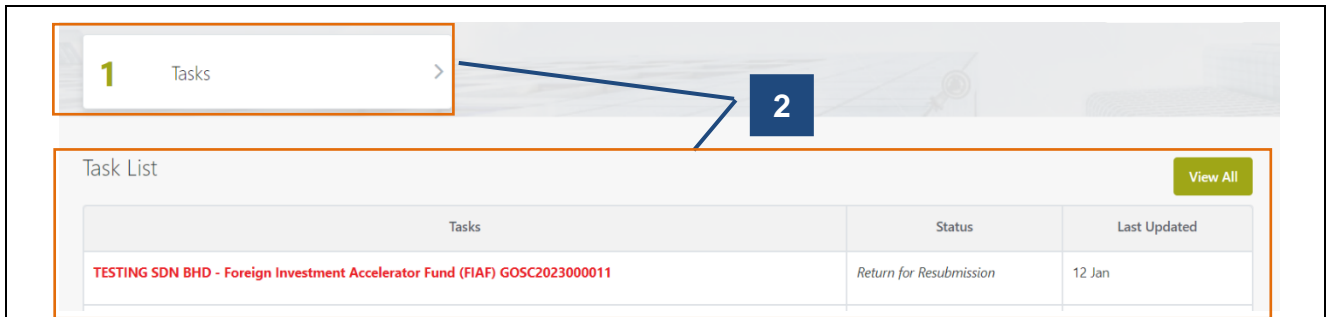 1 Tasks
2
Task List
View All
Tasks Status Last Updated
TESTING SDN BHD - Foreign Investment Accelerator Fund (FIAF) GOSC2023000011 Return for Resubmission 12 Jan